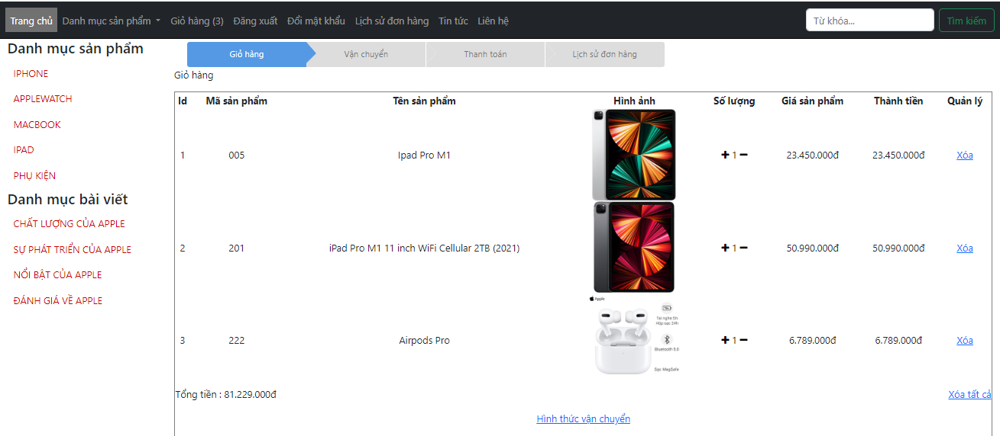 Trang chủ Danh mục sản phẩm Giỏ hàng (3) Đăng xuất Đổi mật khẩu Lịch sử đơn hàng Tin tức Liên hệ Từ khóa... Tìm kiếm
Danh mục sản phẩm
IPHONE
APPLEWATCH
MACBOOK
IPAD
PHỤ KIỆN
Danh mục bài viết
CHẤT LƯỢNG CỦA APPLE
SỰ PHÁT TRIỂN CỦA APPLE
NỔI BẬT CỦA APPLE
ĐÁNH GIÁ VỀ APPLE
Giỏ hàng Vận chuyển Thanh toán Lịch sử đơn hàng
Giỏ hàng
Id Mã sản phẩm Tên sản phẩm Hình ảnh Số lượng Giá sản phẩm Thành tiền Quản lý
1 005 Ipad Pro M1 + 1 - 23.450.000đ 23.450.000đ Xóa
2 201 iPad Pro M1 11 inch WiFi Cellular 2TB (2021) + 1 - 50.990.000đ 50.990.000đ Xóa
Apple
Tai nghe 5h
Hộp sạc 24h
3 222 Airpods Pro + 1 - 6.789.000đ 6.789.000đ Xóa
Bluetooth 5.0
Sạc MagSafe
Tổng tiền : 81.229.000đ Xóa tất cả
Hình thức vận chuyển